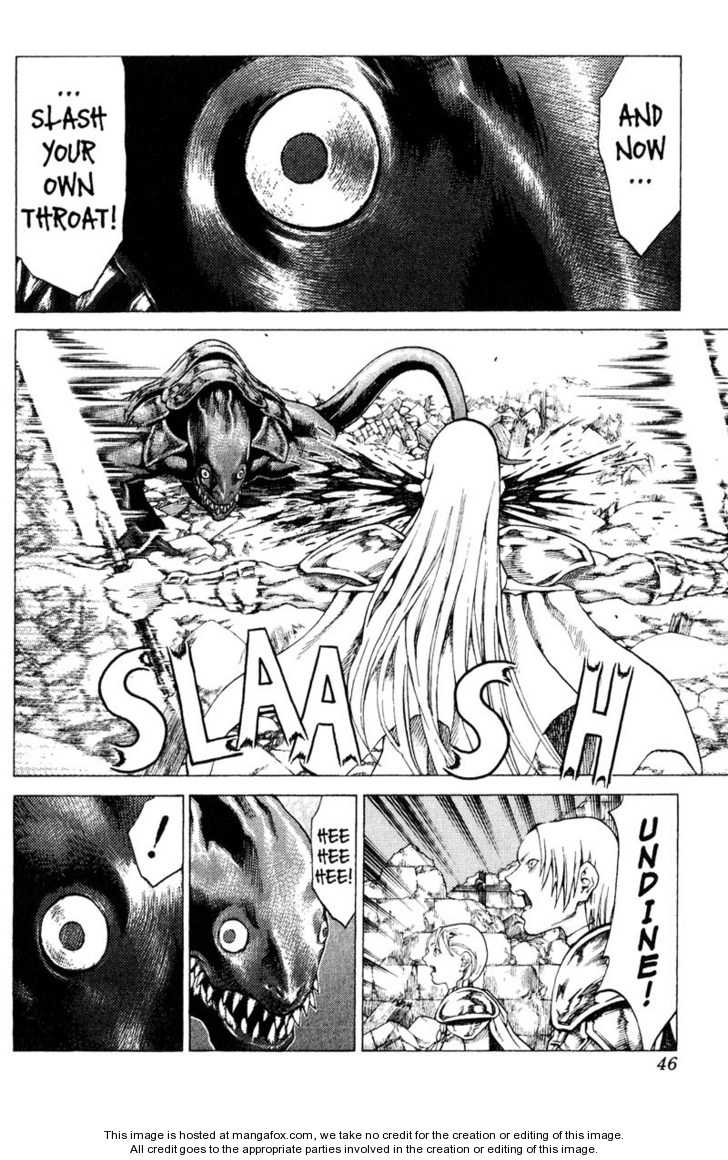 AND
NOW
...
...
SLASH
YOUR
OWN
THROAT!
SLAASH
UNDINE!
HEE
HEE
HEE!
!
46
This image is hosted at mangafox.com, we take no credit for the creation or editing of this image.
All credit goes to the appropriate parties involved in the creation or editing of this image.